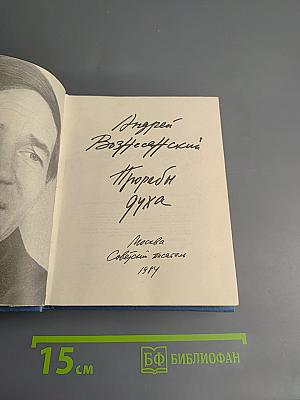 Андрей
Вознесенский
Прорабы
духа
Москва
Советский писатель
1984
15 см
БФ БИБЛИОФАН